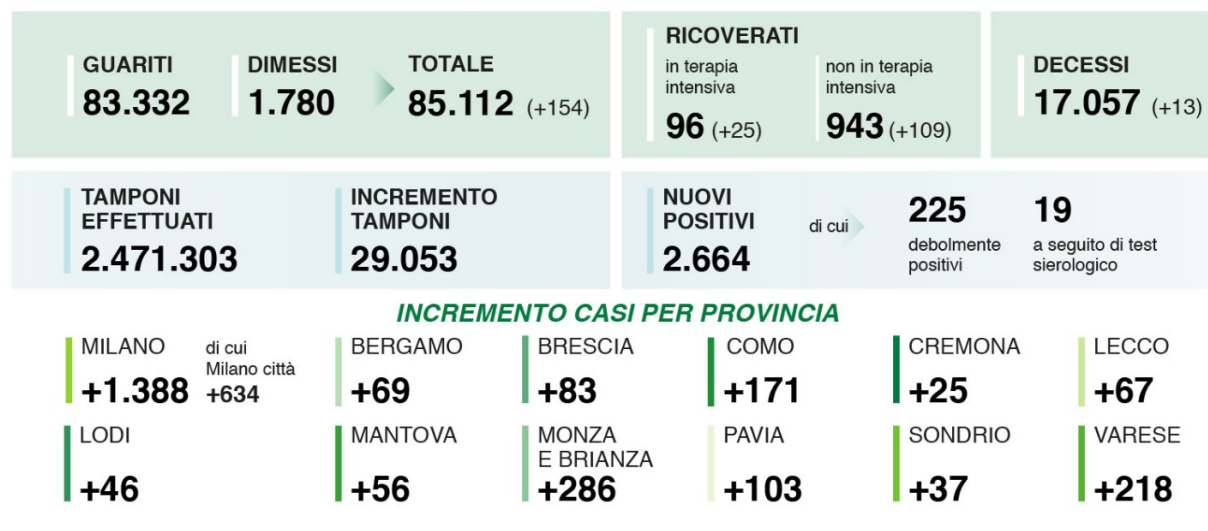 GUARITI
83.332
DIMESSI
1.780
TOTALE
85.112 (+154)
RICOVERATI
in terapia
intensiva
96 (+25)
non in terapia
intensiva
943 (+109)
DECESSI
17.057 (+13)
TAMPONI
EFFETTUATI
2.471.303
INCREMENTO
TAMPONI
29.053
NUOVI
POSITIVI
2.664
di cui
225
debolmente
positivi
19
a seguito di test
sierologico
INCREMENTO CASI PER PROVINCIA
MILANO
+1.388
di cui
Milano città
+634
BERGAMO
+69
BRESCIA
+83
COMO
+171
CREMONA
+25
LECCO
+67
LODI
+46
MANTOVA
+56
MONZA
E BRIANZA
+286
PAVIA
+103
SONDRIO
+37
VARESE
+218